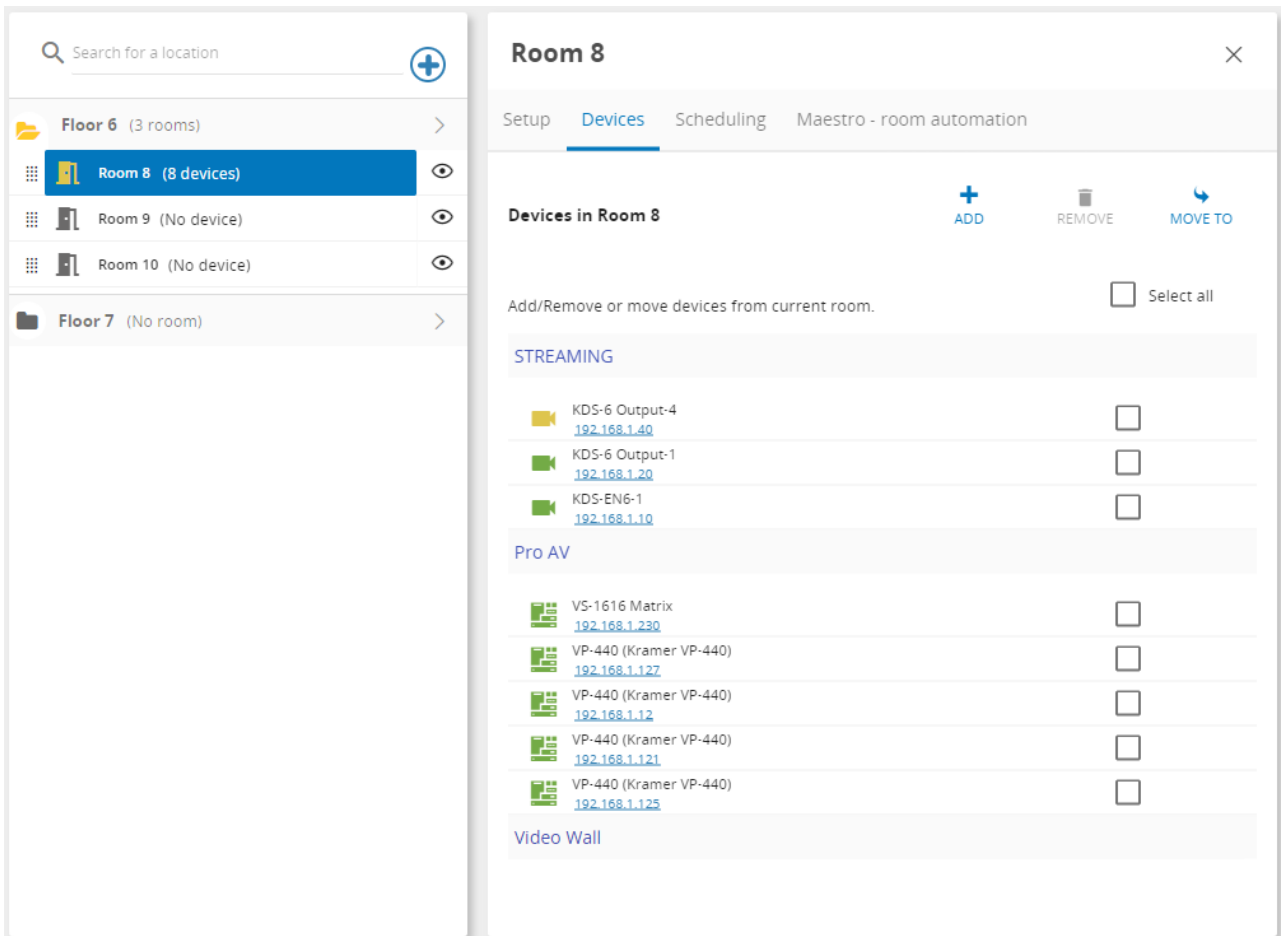 Search for a location
Floor 6 (3 rooms)
Room 8 (8 devices)
Room 9 (No device)
Room 10 (No device)
Floor 7 (No room)
Room 8
Setup Devices Scheduling Maestro - room automation
Devices in Room 8
ADD REMOVE MOVE TO
Add/Remove or move devices from current room. Select all
STREAMING
KDS-6 Output-4
192.168.1.40
KDS-6 Output-1
192.168.1.20
KDS-EN6-1
192.168.1.10
Pro AV
VS-1616 Matrix
192.168.1.230
VP-440 (Kramer VP-440)
192.168.1.127
VP-440 (Kramer VP-440)
192.168.1.12
VP-440 (Kramer VP-440)
192.168.1.121
VP-440 (Kramer VP-440)
192.168.1.125
Video Wall